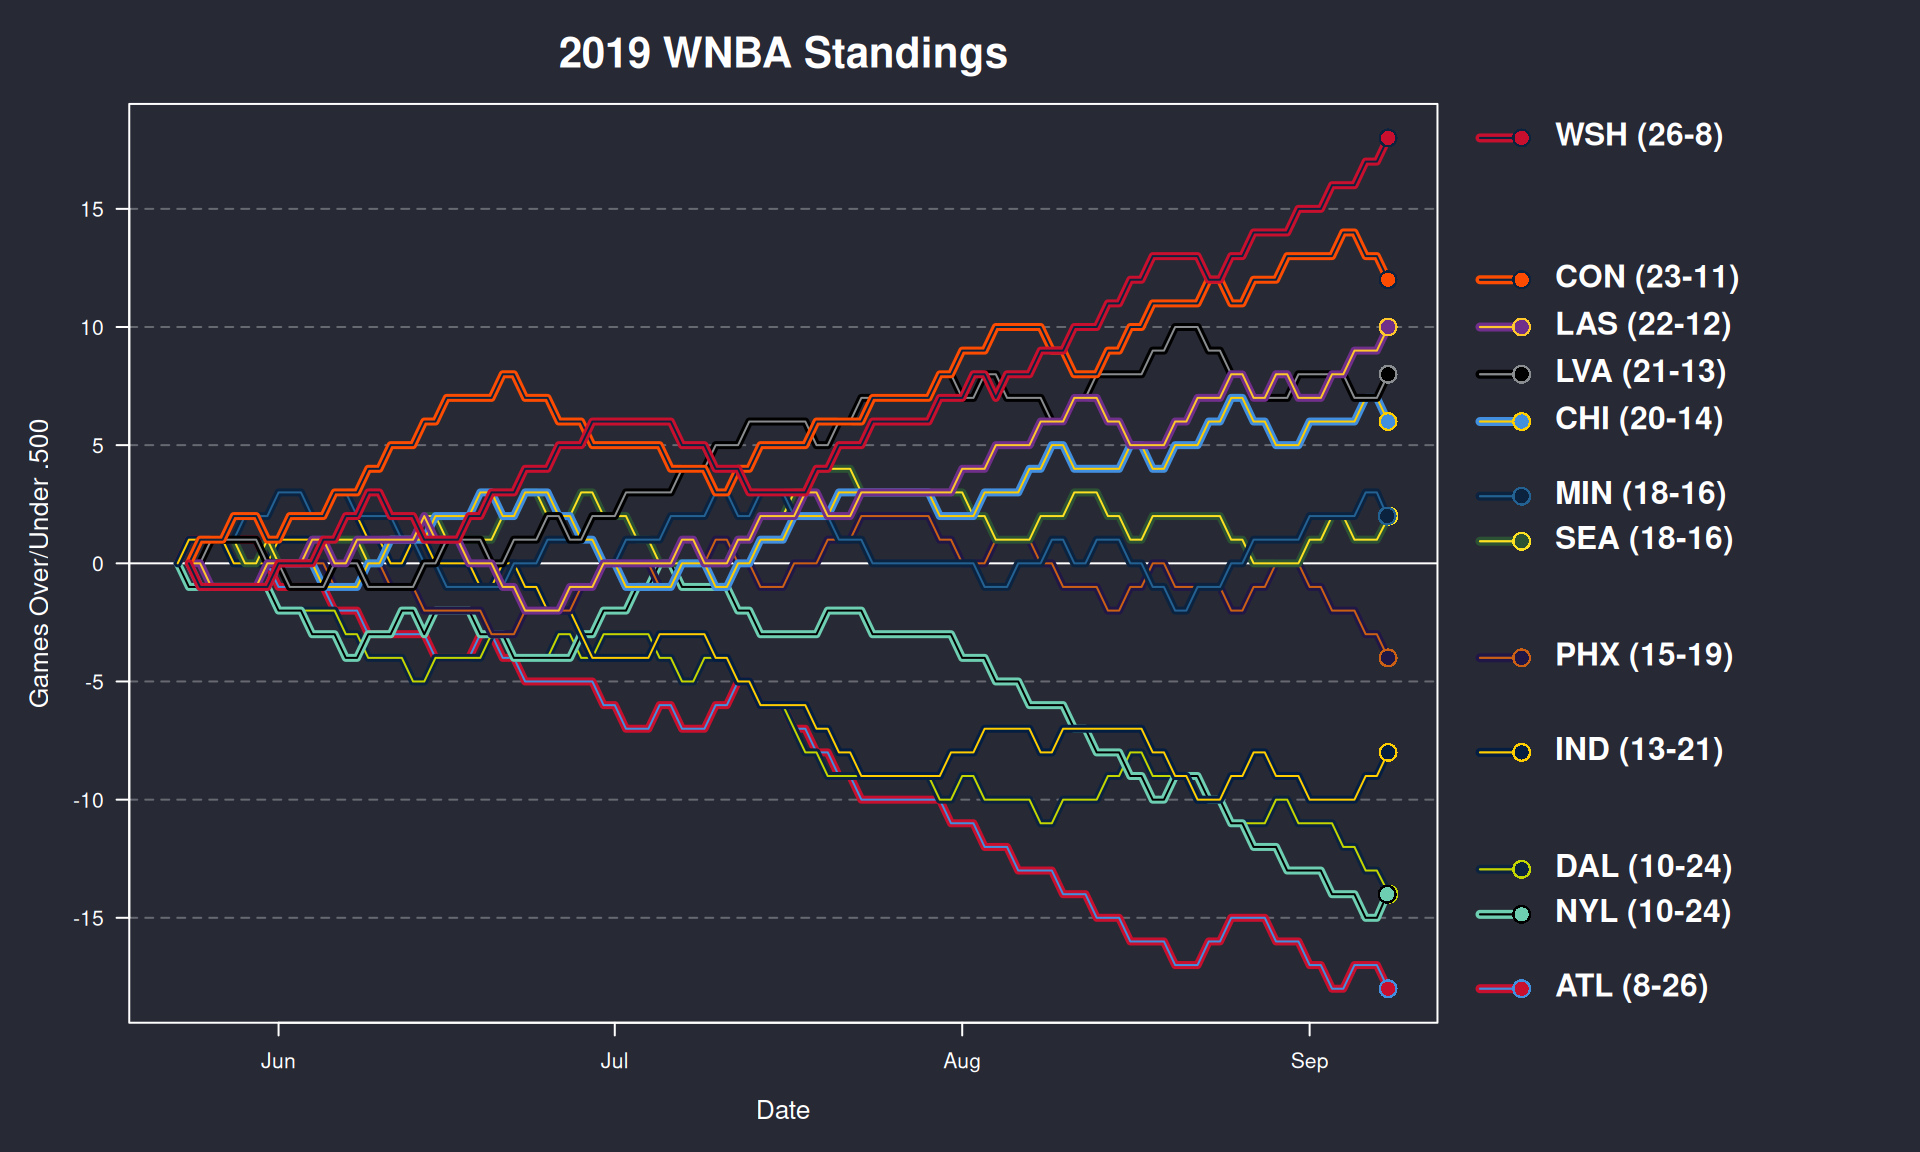 2019 WNBA Standings
Games Over/Under .500
15
10
5
0
-5
-10
-15
Jun
Jul
Aug
Sep
Date
WSH (26-8)
CON (23-11)
LAS (22-12)
LVA (21-13)
CHI (20-14)
MIN (18-16)
SEA (18-16)
PHX (15-19)
IND (13-21)
DAL (10-24)
NYL (10-24)
ATL (8-26)